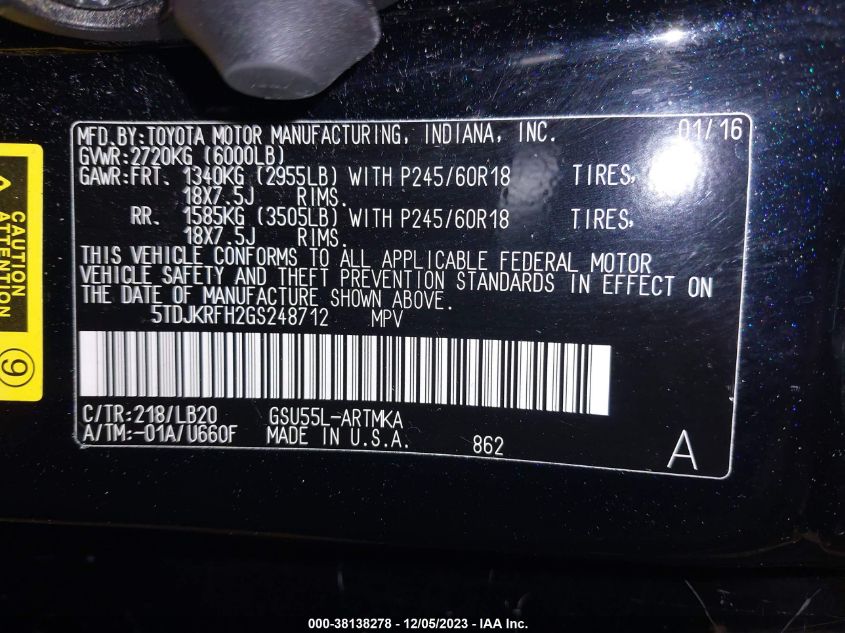 MFD.BY:TOYOTA MOTOR MANUFACTURING, INDIANA, INC. 01/16
GVWR:2720KG (6000LB)
GAWR:FRT. 1340KG (2955LB) WITH P245/60R18 TIRES,
18X7.5J RIMS.
RR. 1585KG (3505LB) WITH P245/60R18 TIRES,
18X7.5J RIMS.
THIS VEHICLE CONFORMS TO ALL APPLICABLE FEDERAL MOTOR
VEHICLE SAFETY AND THEFT PREVENTION STANDARDS IN EFFECT ON
THE DATE OF MANUFACTURE SHOWN ABOVE.
5TDJKRFH2GS248712 MPV
C/TR:218/LB20 GSU55L-ARTMKA
A/TM:-01A/U660F MADE IN U.S.A. 862 A
CAUTION
ATTENTION
9
000-38138278 - 12/05/2023 - IAA Inc.